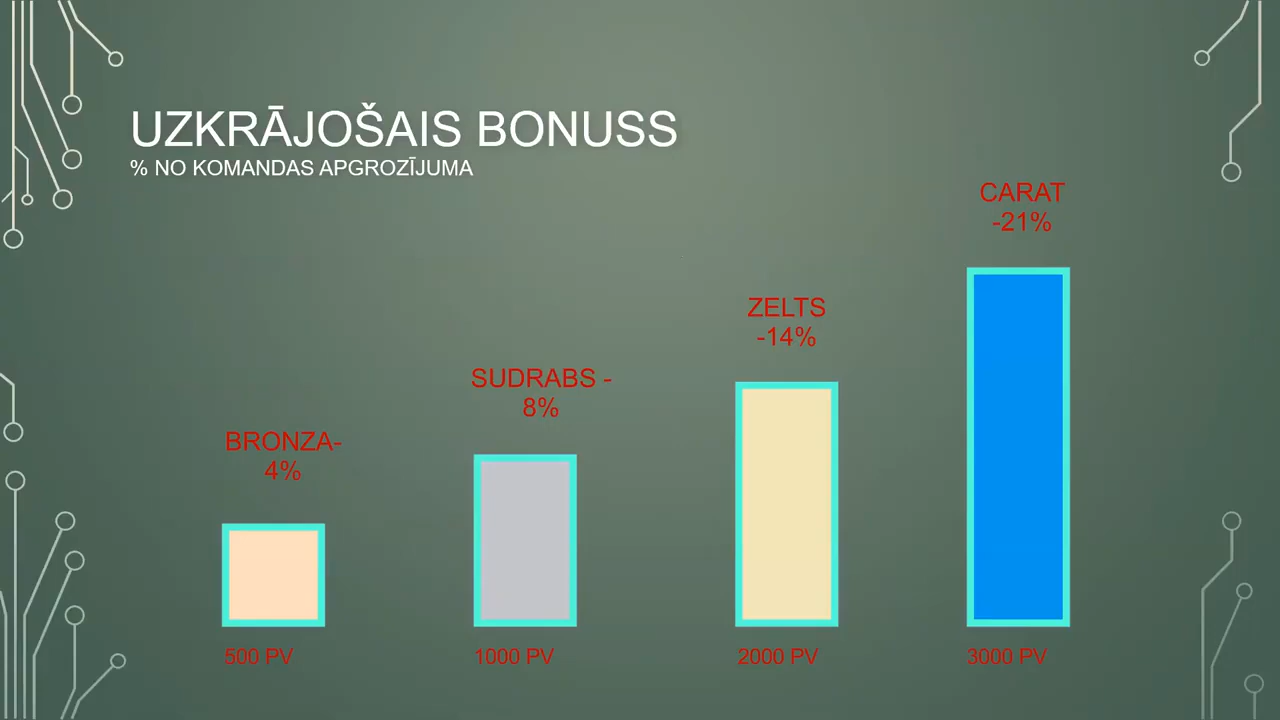 UZKRĀJOŠAIS BONUSS
% NO KOMANDAS APGROZĪJUMA
CARAT
-21%
ZELTS
-14%
SUDRABS -
8%
BRONZA-
4%
500 PV
1000 PV
2000 PV
3000 PV